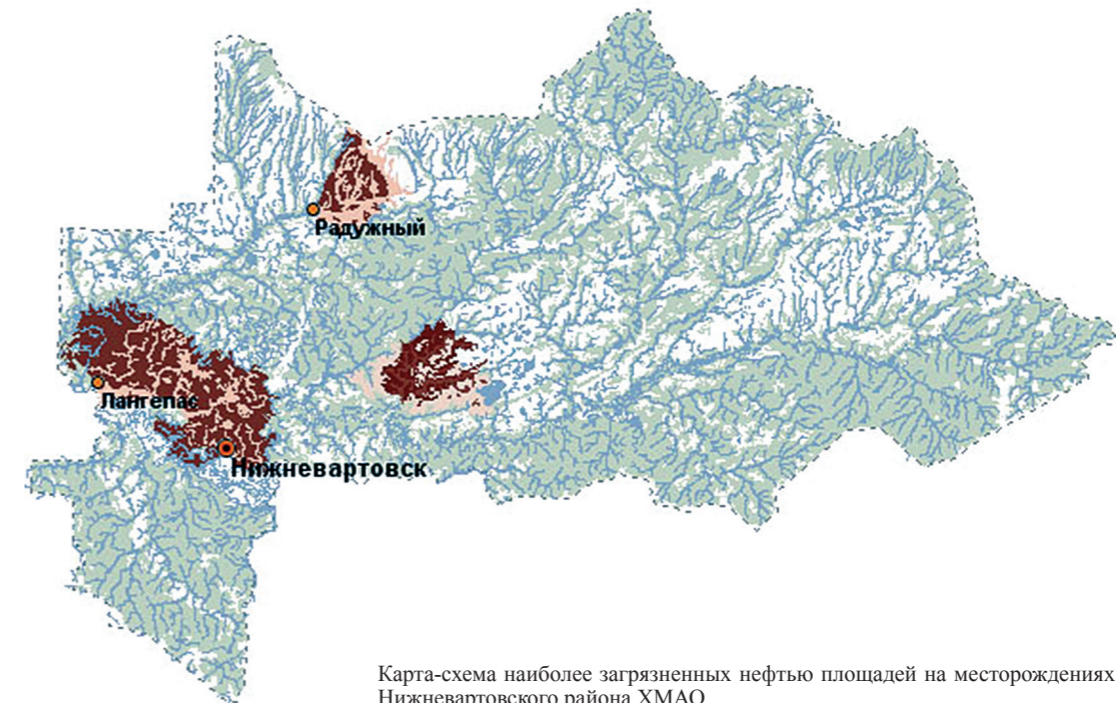 Радужный
Лангепас
Нижневартовск
Карта-схема наиболее загрязненных нефтью площадей на месторождениях
Нижневартовского района ХМАО